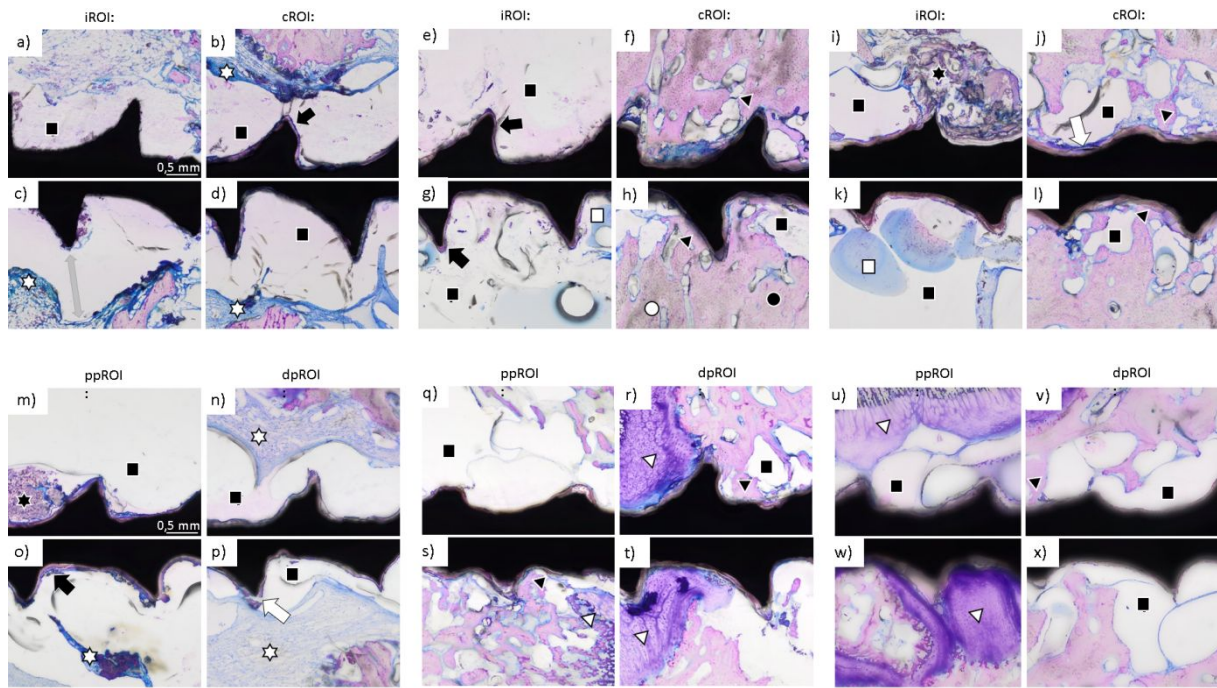 iROI: cROI: iROI: cROI: iROI: cROI:
a) b) e) f) i) j)
0,5 mm
c) d) g) h) k) l)
ppROI : dpROI : ppROI : dpROI : ppROI : dpROI :
m) n) q) r) u) v)
0,5 mm
o) p) s) t) w) x)